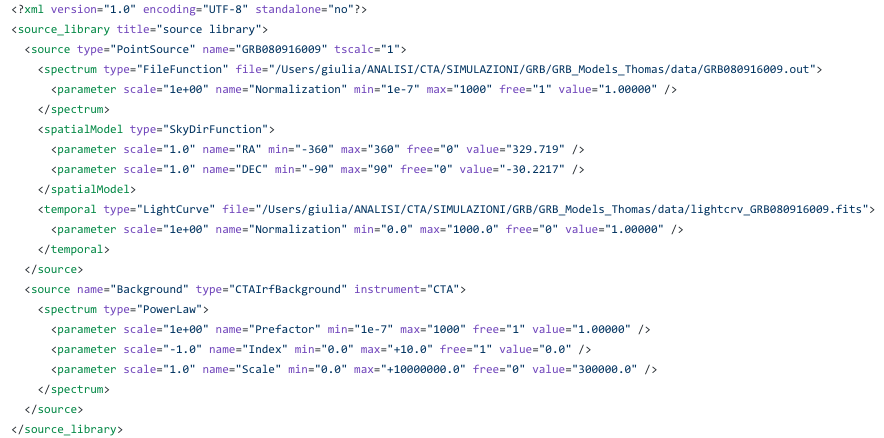 <?xml version="1.0" encoding="UTF-8" standalone="no"?>
<source_library title="source library">
<source type="PointSource" name="GRB080916009" tscalc="1">
<spectrum type="FileFunction" file="/Users/giulia/ANALISI/CTA/SIMULAZIONI/GRB/GRB_Models_Thomas/data/GRB080916009.out">
<parameter scale="1e+00" name="Normalization" min="1e-7" max="1000" free="1" value="1.00000" />
</spectrum>
<spatialModel type="SkyDirFunction">
<parameter scale="1.0" name="RA" min="-360" max="360" free="0" value="329.719" />
<parameter scale="1.0" name="DEC" min="-90" max="90" free="0" value="-30.2217" />
</spatialModel>
<temporal type="LightCurve" file="/Users/giulia/ANALISI/CTA/SIMULAZIONI/GRB/GRB_Models_Thomas/data/lightcrv_GRB080916009.fits">
<parameter scale="1e+00" name="Normalization" min="0.0" max="1000.0" free="0" value="1.00000" />
</temporal>
</source>
<source name="Background" type="CTAIrfBackground" instrument="CTA">
<spectrum type="PowerLaw">
<parameter scale="1e+00" name="Prefactor" min="1e-7" max="1000" free="1" value="1.00000" />
<parameter scale="-1.0" name="Index" min="0.0" max="+10.0" free="1" value="0.0" />
<parameter scale="1.0" name="Scale" min="0.0" max="+10000000.0" free="0" value="300000.0" />
</spectrum>
</source>
</source_library>